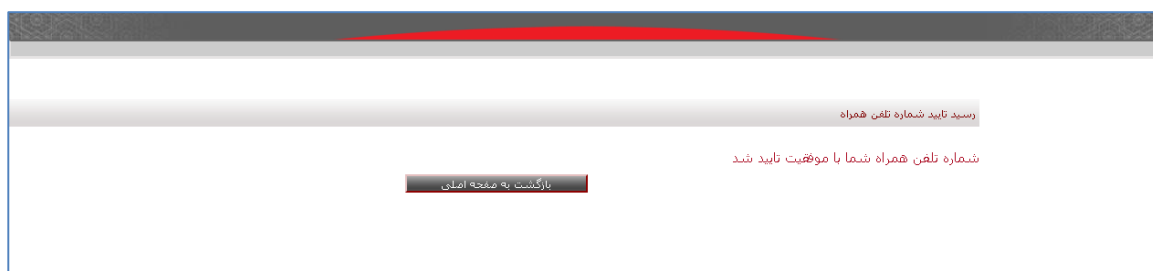 رسید تایید شماره تلفن همراه
شماره تلفن همراه شما با موفقیت تایید شد
بازگشت به صفحه اصلی